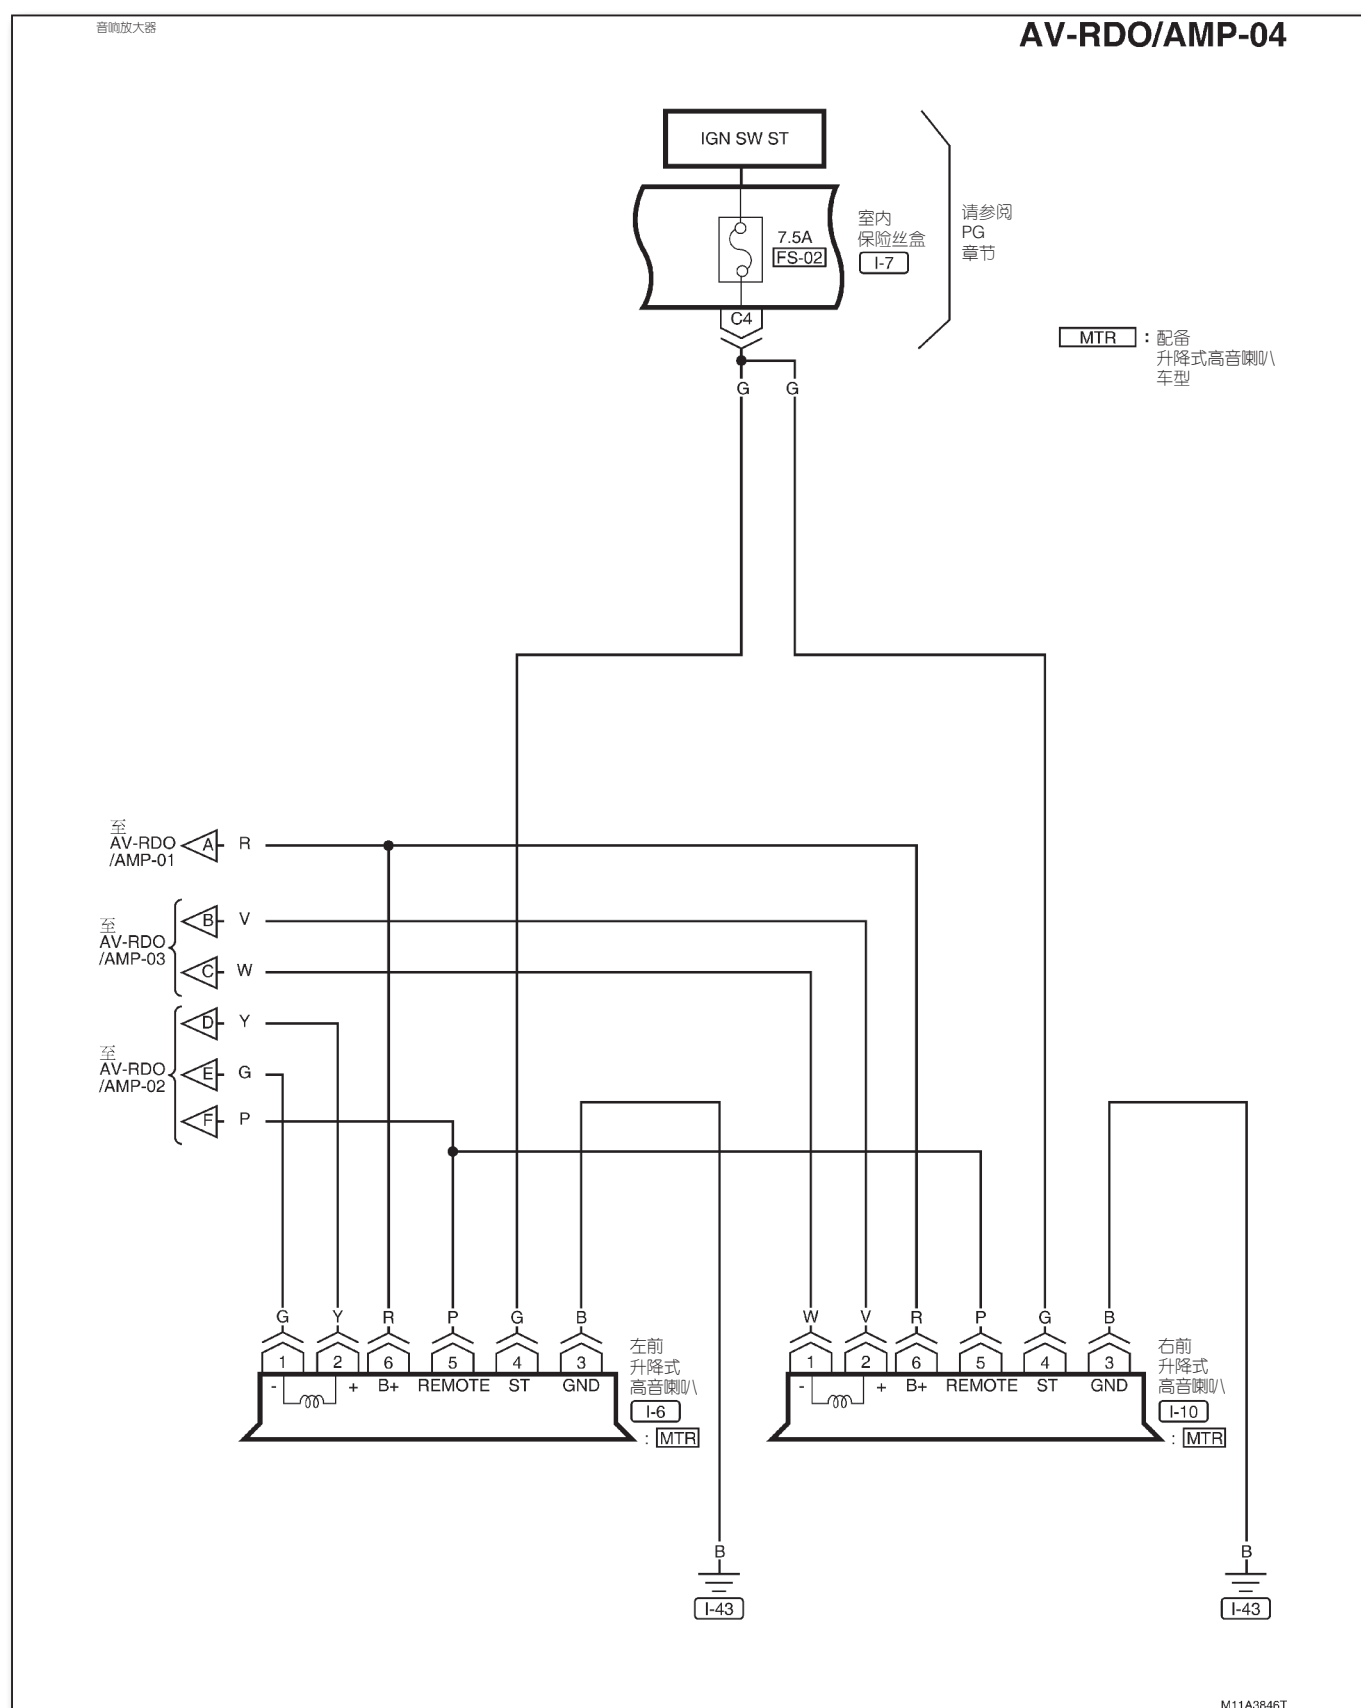 音响放大器
AV-RDO/AMP-04
IGN SW ST
7.5A
FS-02
室内
保险丝盒
I-7
请参阅
PG
章节
C4
MTR : 配备
升降式高音喇叭
车型
G G
至
AV-RDO
/AMP-01
A R
至
AV-RDO
/AMP-03
B V
C W
至
AV-RDO
/AMP-02
D Y
E G
F P
G Y R P G B
1 2 6 5 4 3
- + B+ REMOTE ST GND
左前
升降式
高音喇叭
I-6
: MTR
W V R P G B
1 2 6 5 4 3
- + B+ REMOTE ST GND
右前
升降式
高音喇叭
I-10
: MTR
B
I-43
B
I-43
M11A3846T